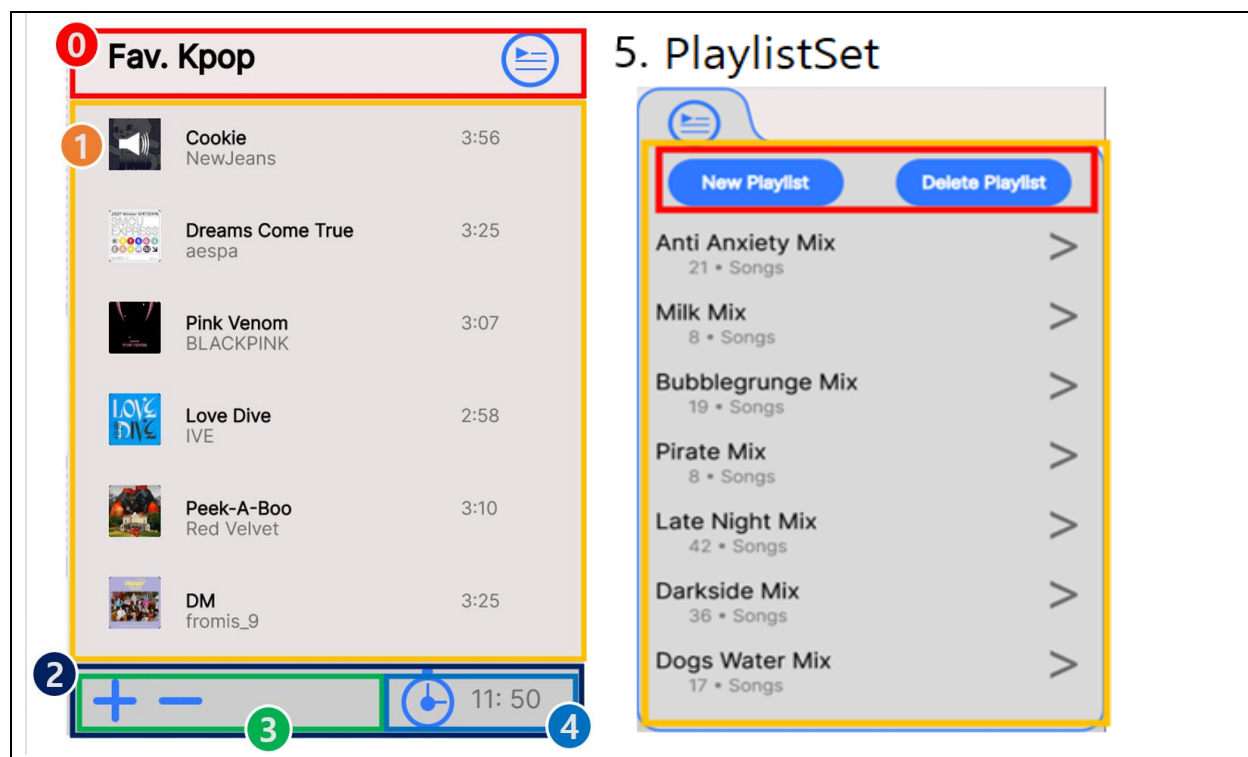 0
Fav. Kpop
1
Cookie
3:56
NewJeans
SMCU
EXPRESS
Dreams Come True
3:25
aespa
Pink Venom
3:07
BLACKPINK
LOVE
DIVE
Love Dive
2:58
IVE
Peek-A-Boo
3:10
Red Velvet
DM
3:25
fromis_9
2
11: 50
3
4
5. PlaylistSet
New Playlist
Delete Playlist
Anti Anxiety Mix
>
21 • Songs
Milk Mix
>
8 • Songs
Bubblegrunge Mix
>
19 • Songs
Pirate Mix
>
8 • Songs
Late Night Mix
>
42 • Songs
Darkside Mix
>
36 • Songs
Dogs Water Mix
>
17 • Songs